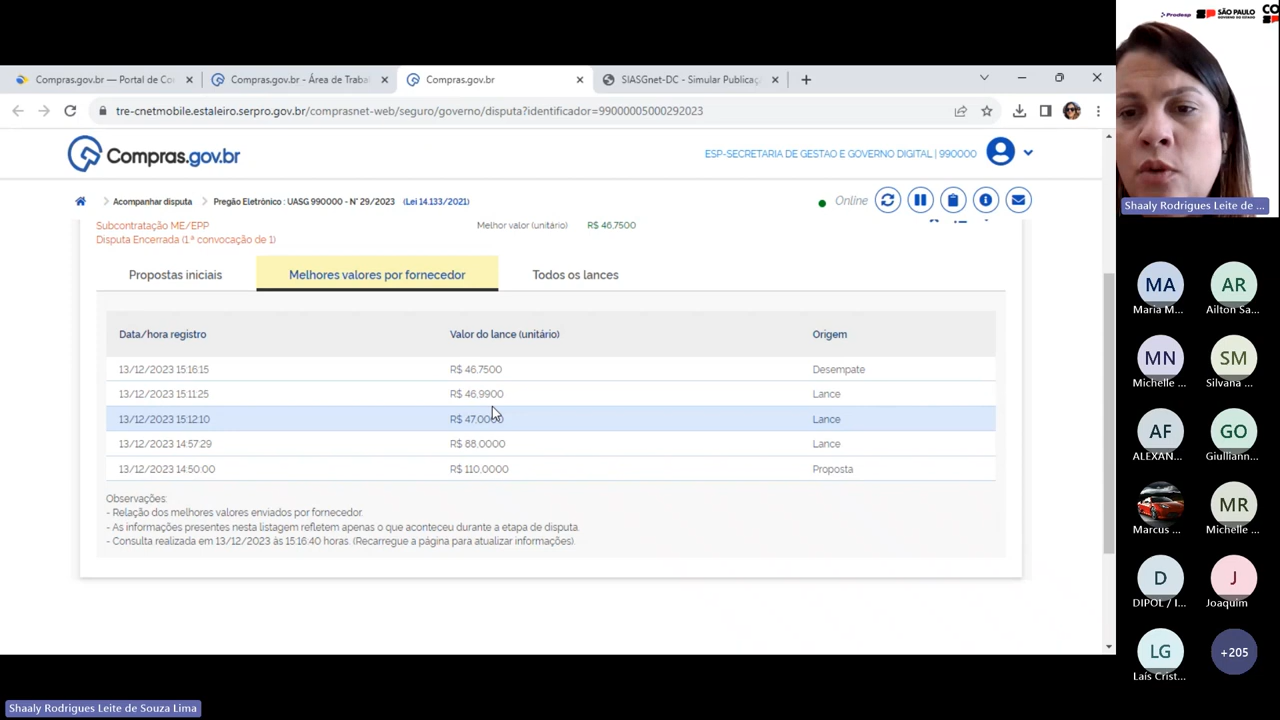 Compras.gov.br — Portal de Co
Compras.gov.br - Área de Traba
Compras.gov.br
SIASGnet-DC - Simular Publicaç
tre-cnetmobile.estaleiro.serpro.gov.br/comprasnet-web/seguro/governo/disputa?identificador=99000005000292023
Prodesp
SÃO PAULO
GOVERNO DO ESTADO
Compras.gov.br
ESP-SECRETARIA DE GESTAO E GOVERNO DIGITAL | 990000
Shaaly Rodrigues Leite de ...
Acompanhar disputa
Pregão Eletrônico : UASG 990000 - N° 29/2023 (Lei 14.133/2021)
Online
Subcontratação ME/EPP
Melhor valor (unitário) R$ 46,7500
Disputa Encerrada (1.ª convocação de 1)
Propostas iniciais
Melhores valores por fornecedor
Todos os lances
Data/hora registro Valor do lance (unitário) Origem
13/12/2023 15:16:15 R$ 46,7500 Desempate
13/12/2023 15:11:25 R$ 46,9900 Lance
13/12/2023 15:12:10 R$ 47,0000 Lance
13/12/2023 14:57:29 R$ 88,0000 Lance
13/12/2023 14:50:00 R$ 110,0000 Proposta
Observações:
- Relação dos melhores valores enviados por fornecedor.
- As informações presentes nesta listagem refletem apenas o que aconteceu durante a etapa de disputa.
- Consulta realizada em 13/12/2023 às 15:16:40 horas. (Recarregue a página para atualizar informações).
MA
Maria M...
AR
Ailton Sa...
MN
Michelle ...
SM
Silvana ...
AF
ALEXAN...
GO
Giulliann...
Marcus ...
MR
Michelle ...
D
DIPOL / I...
J
Joaquim
LG
Laís Crist...
+205
Shaaly Rodrigues Leite de Souza Lima